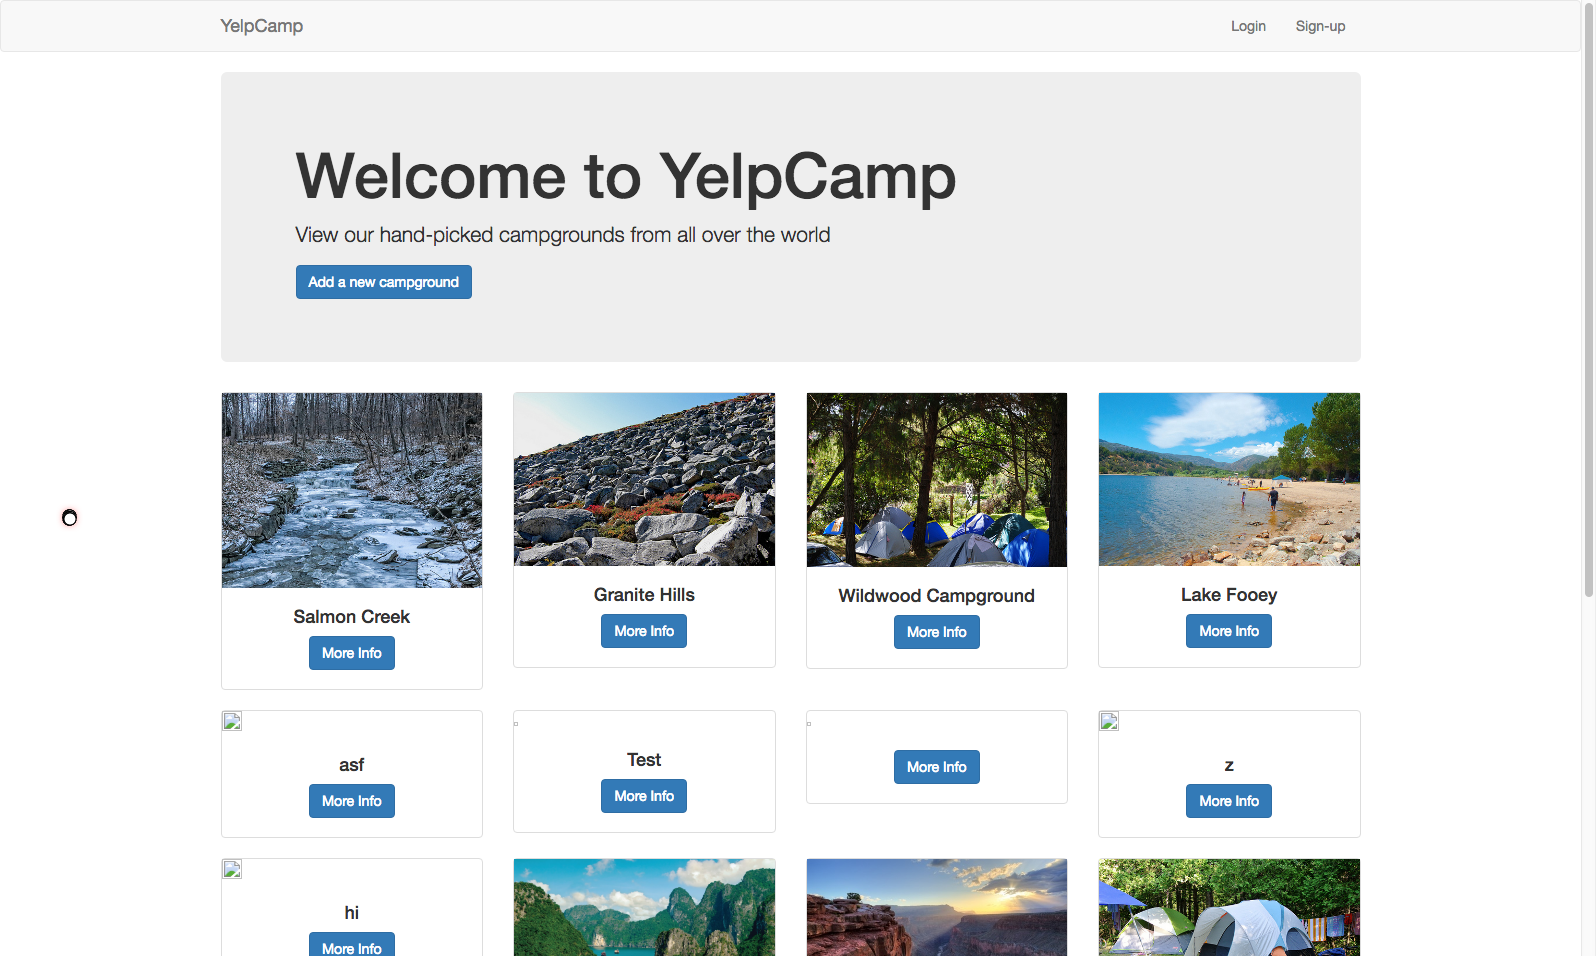 YelpCamp
Login
Sign-up
Welcome to YelpCamp
View our hand-picked campgrounds from all over the world
Add a new campground
Salmon Creek
More Info
Granite Hills
More Info
Wildwood Campground
More Info
Lake Fooey
More Info
asf
More Info
Test
More Info
More Info
z
More Info
hi
More Info